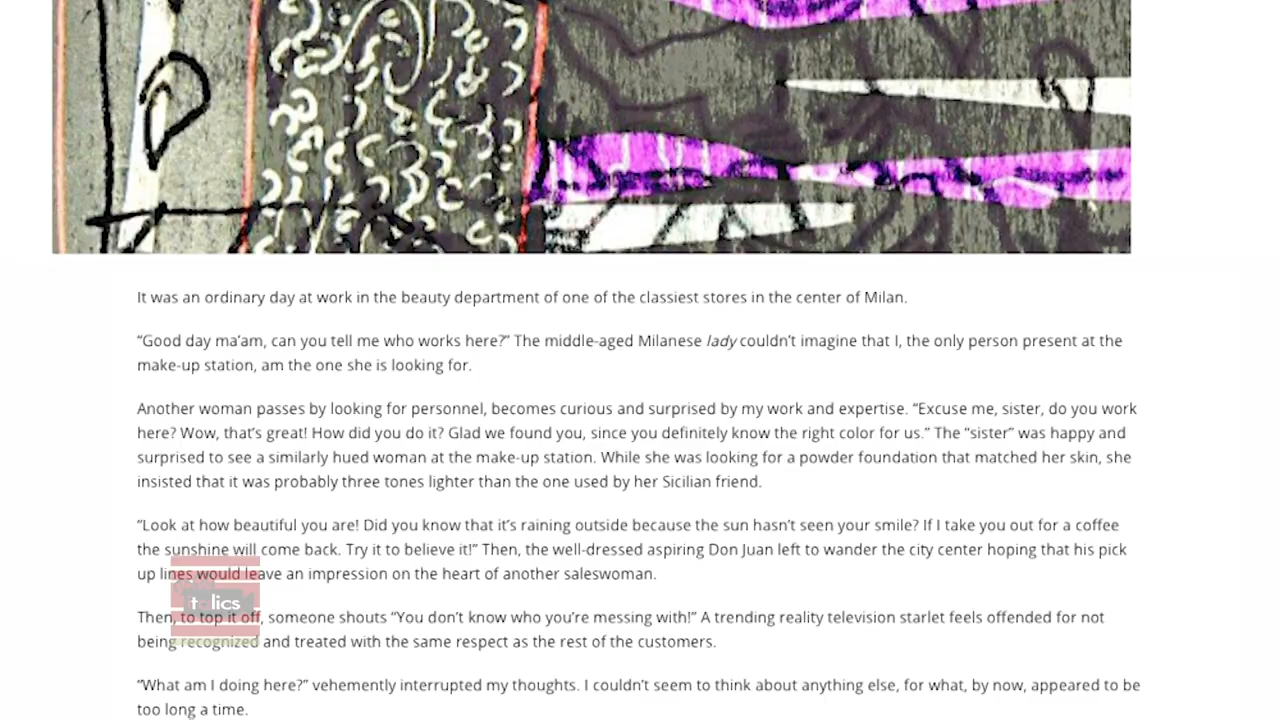 It was an ordinary day at work in the beauty department of one of the classiest stores in the center of Milan.
“Good day ma’am, can you tell me who works here?” The middle-aged Milanese lady couldn’t imagine that I, the only person present at the
make-up station, am the one she is looking for.
Another woman passes by looking for personnel, becomes curious and surprised by my work and expertise. “Excuse me, sister, do you work
here? Wow, that’s great! How did you do it? Glad we found you, since you definitely know the right color for us.” The “sister” was happy and
surprised to see a similarly hued woman at the make-up station. While she was looking for a powder foundation that matched her skin, she
insisted that it was probably three tones lighter than the one used by her Sicilian friend.
“Look at how beautiful you are! Did you know that it’s raining outside because the sun hasn’t seen your smile? If I take you out for a coffee
the sunshine will come back. Try it to believe it!” Then, the well-dressed aspiring Don Juan left to wander the city center hoping that his pick
up lines would leave an impression on the heart of another saleswoman.
Then, to top it off, someone shouts “You don’t know who you’re messing with!” A trending reality television starlet feels offended for not
being recognized and treated with the same respect as the rest of the customers.
“What am I doing here?” vehemently interrupted my thoughts. I couldn’t seem to think about anything else, for what, by now, appeared to be
too long a time.